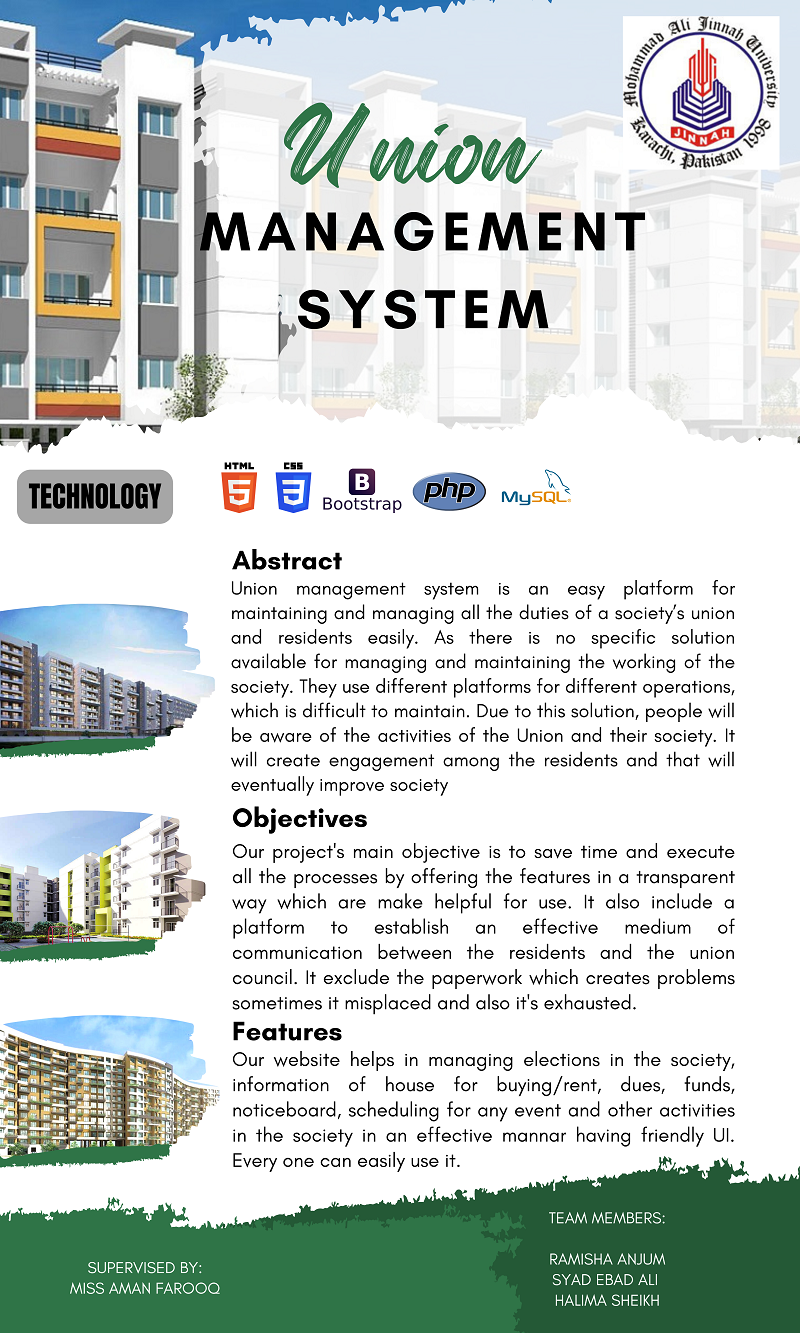 Mohammad Ali Jinnah University
JINNAH
Karachi, Pakistan 1998
Union
MANAGEMENT
SYSTEM
TECHNOLOGY
HTML
5
CSS
3
B
Bootstrap
php
MySQL
Abstract
Union management system is an easy platform for
maintaining and managing all the duties of a society’s union
and residents easily. As there is no specific solution
available for managing and maintaining the working of the
society. They use different platforms for different operations,
which is difficult to maintain. Due to this solution, people will
be aware of the activities of the Union and their society. It
will create engagement among the residents and that will
eventually improve society
Objectives
Our project's main objective is to save time and execute
all the processes by offering the features in a transparent
way which are make helpful for use. It also include a
platform to establish an effective medium of
communication between the residents and the union
council. It exclude the paperwork which creates problems
sometimes it misplaced and also it's exhausted.
Features
Our website helps in managing elections in the society,
information of house for buying/rent, dues, funds,
noticeboard, scheduling for any event and other activities
in the society in an effective mannar having friendly UI.
Every one can easily use it.
SUPERVISED BY:
MISS AMAN FAROOQ
TEAM MEMBERS:
RAMISHA ANJUM
SYAD EBAD ALI
HALIMA SHEIKH